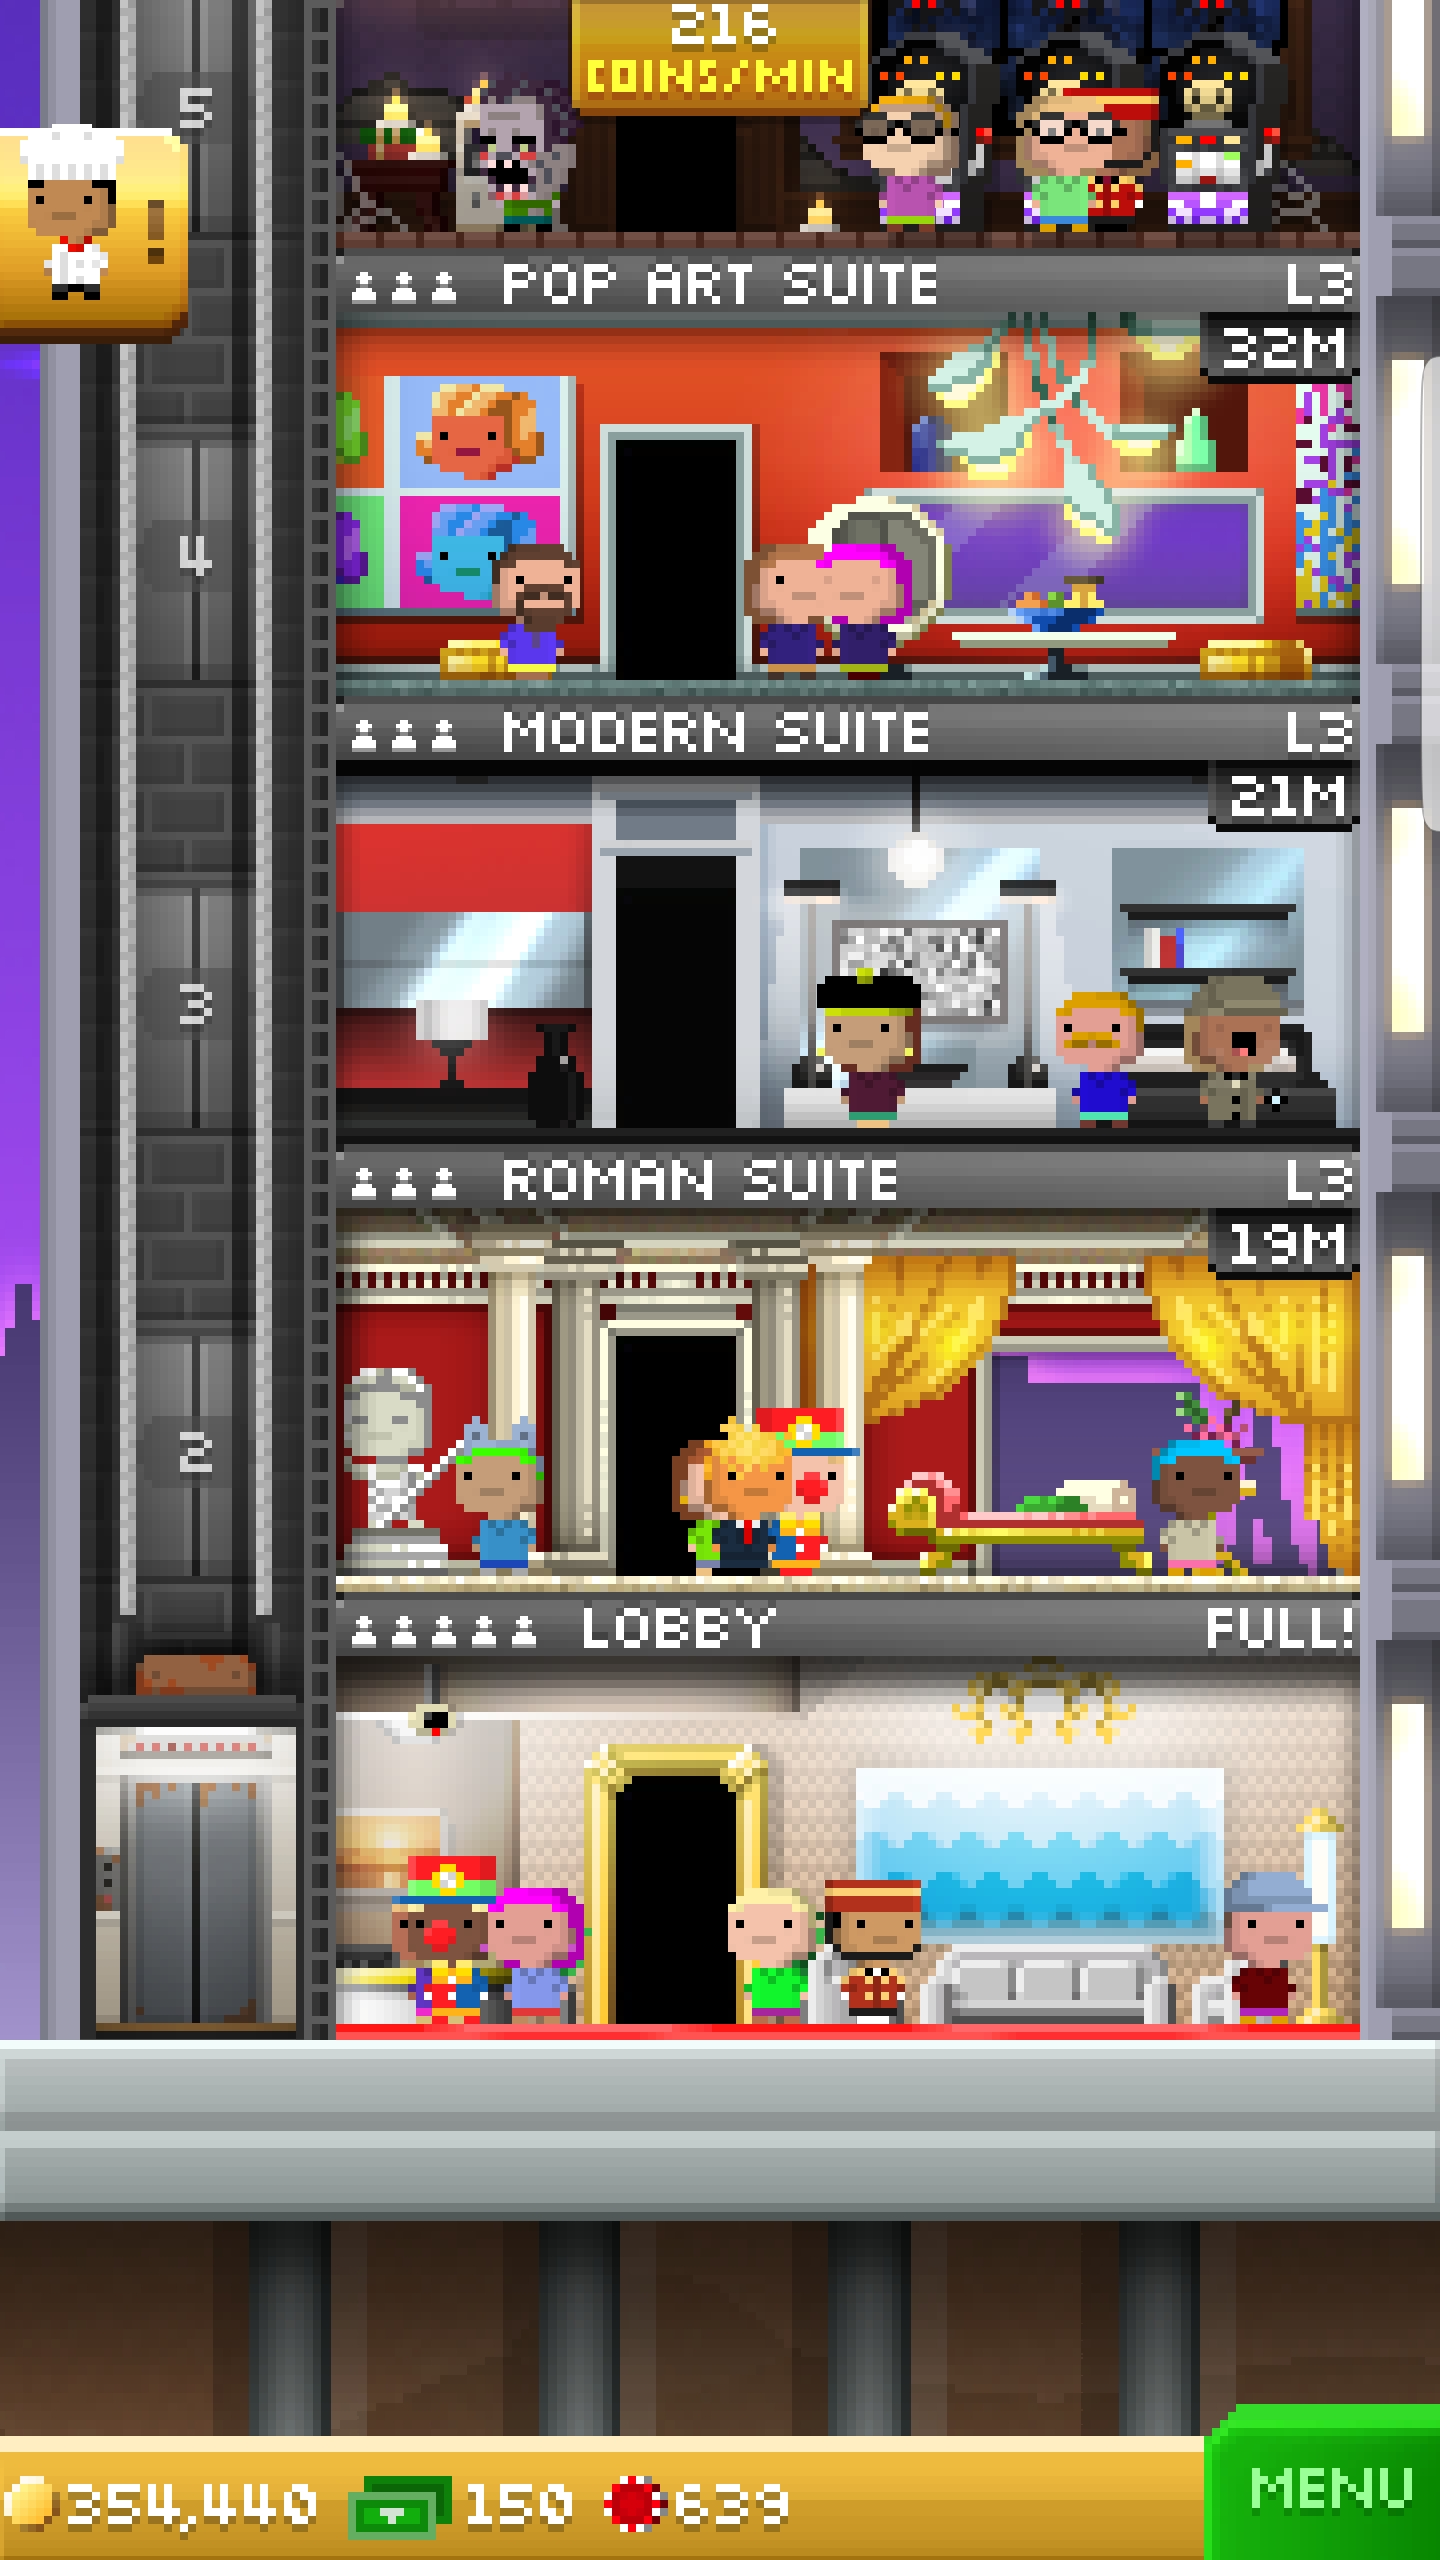 216
COINS/MIN
5
!
POP ART SUITE L3
32M
4
MODERN SUITE L3
21M
3
ROMAN SUITE L3
19M
2
LOBBY FULL!
354,440 150 639
MENU